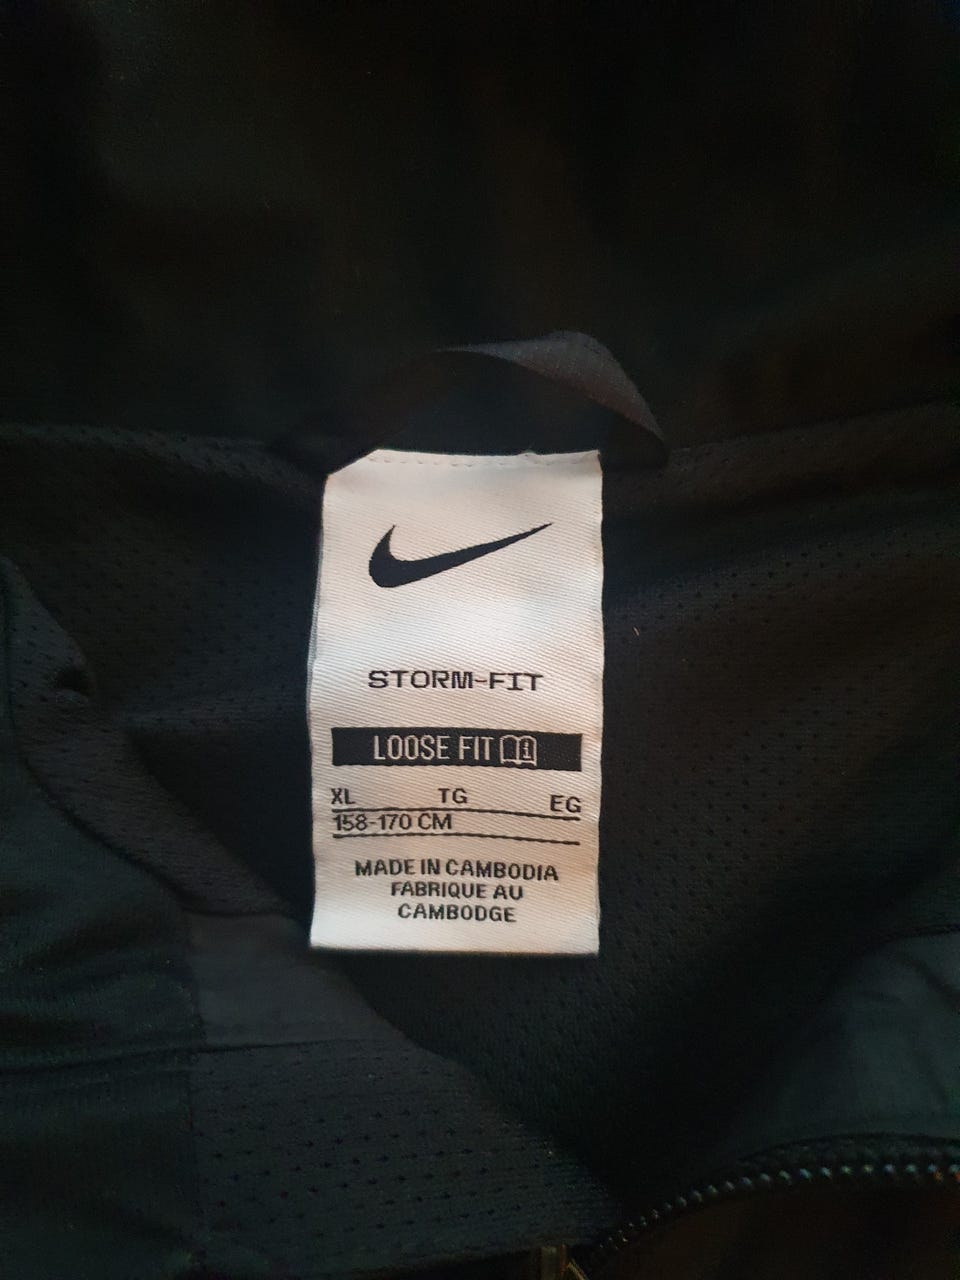 STORM-FIT
LOOSE FIT
XL TG EG
158-170 CM
MADE IN CAMBODIA
FABRIQUE AU
CAMBODGE